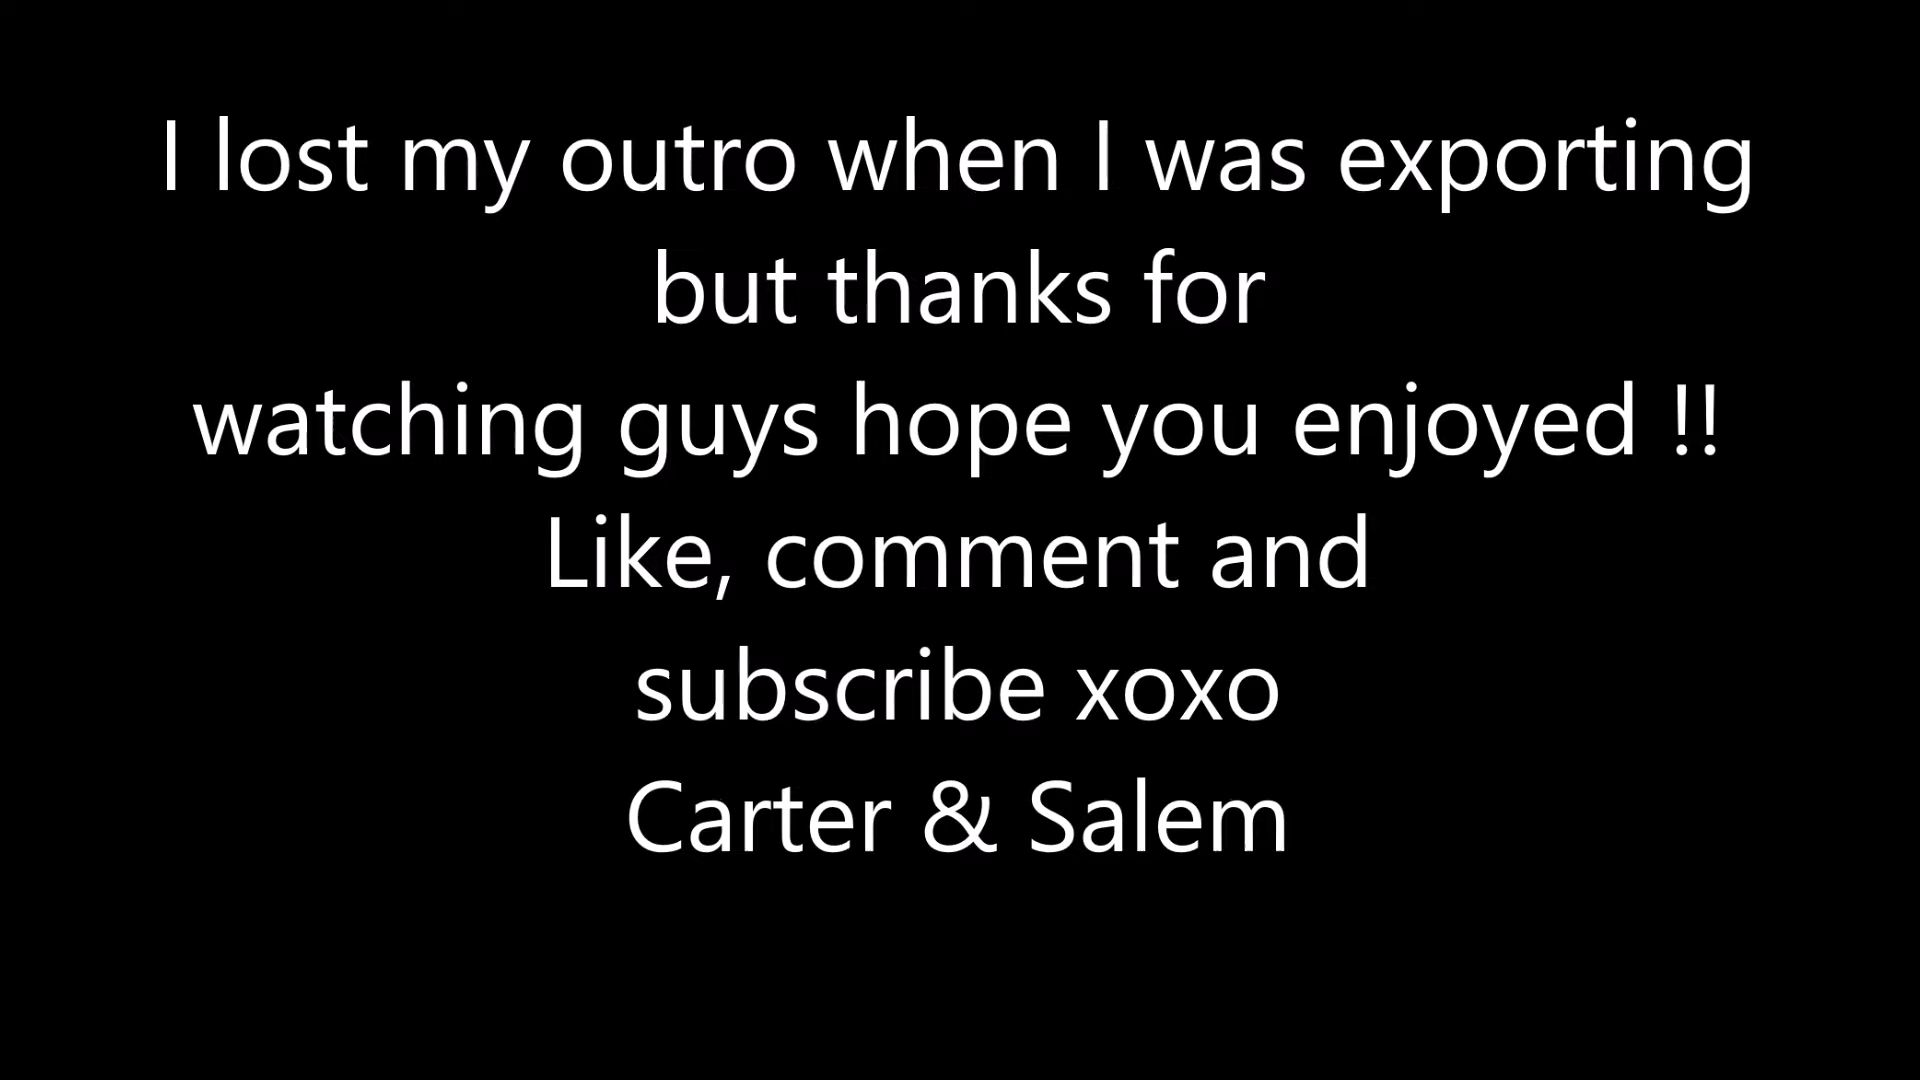 I lost my outro when I was exporting
but thanks for
watching guys hope you enjoyed !!
Like, comment and
subscribe xoxo
Carter & Salem